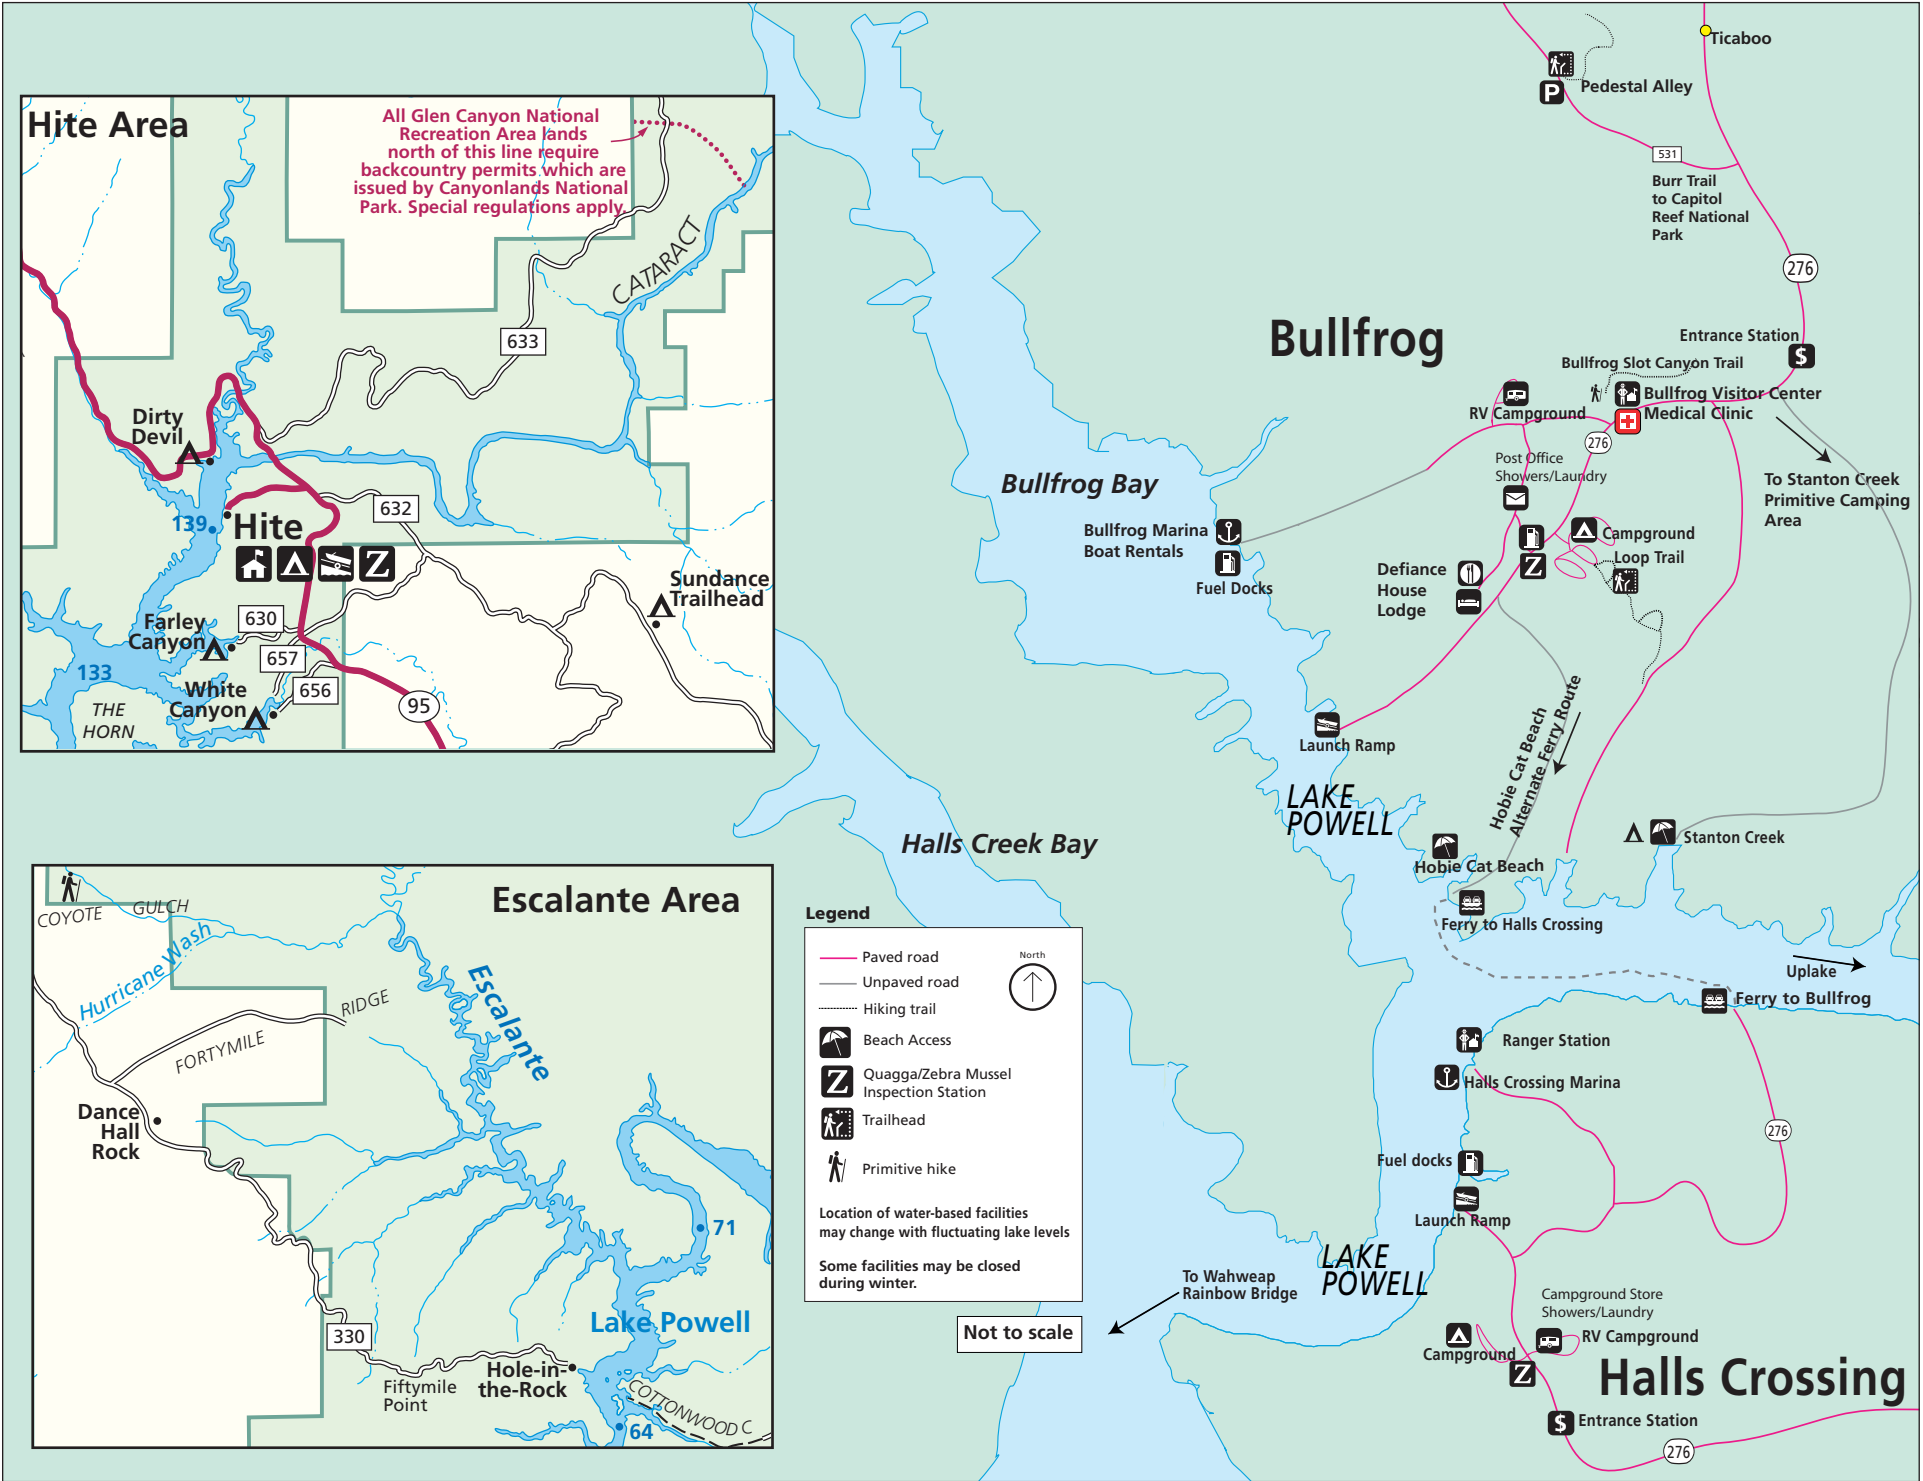 Hite Area
All Glen Canyon National
Recreation Area lands
north of this line require
backcountry permits which are
issued by Canyonlands National
Park. Special regulations apply.
CATARACT
633
Dirty
Devil
632
139
Hite
Z
Sundance
Trailhead
630
Farley
Canyon
657
133
656
White
Canyon
THE
HORN
95
Escalante Area
COYOTE
GULCH
Hurricane Wash
Escalante
RIDGE
FORTYMILE
Dance
Hall
Rock
71
Lake Powell
330
Hole-in-
the-Rock
Fiftymile
Point
COTTONWOOD C
64
Ticaboo
Pedestal Alley
P
531
Burr Trail
to Capitol
Reef National
Park
276
Bullfrog
Entrance Station
$
Bullfrog Slot Canyon Trail
Bullfrog Visitor Center
RV Campground
Medical Clinic
276
Post Office
Showers/Laundry
To Stanton Creek
Primitive Camping
Area
Bullfrog Bay
Bullfrog Marina
Boat Rentals
Fuel Docks
Campground
Loop Trail
Z
Defiance
House
Lodge
Hobie Cat Beach
Alternate Ferry Route
Launch Ramp
LAKE
POWELL
Halls Creek Bay
Stanton Creek
Hobie Cat Beach
Ferry to Halls Crossing
Uplake
Ferry to Bullfrog
Legend
Paved road
North
Unpaved road
Hiking trail
Beach Access
Z
Quagga/Zebra Mussel
Inspection Station
Trailhead
Primitive hike
Location of water-based facilities
may change with fluctuating lake levels
Some facilities may be closed
during winter.
Not to scale
Ranger Station
Halls Crossing Marina
276
Fuel docks
Launch Ramp
LAKE
POWELL
To Wahweap
Rainbow Bridge
Campground Store
Showers/Laundry
RV Campground
Campground
Z
Halls Crossing
$
Entrance Station
276